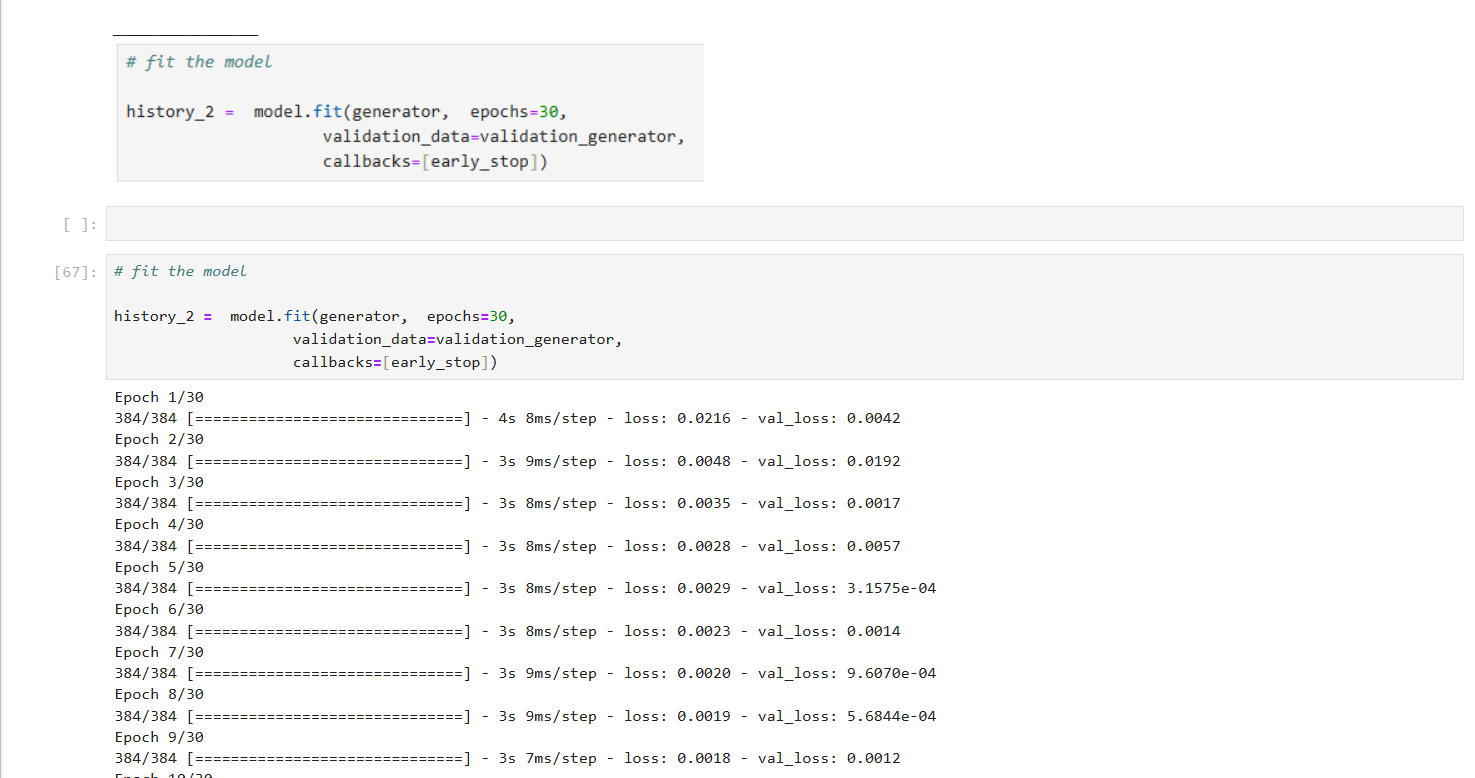 # fit the model
history_2 = model.fit(generator, epochs=30,
validation_data=validation_generator,
callbacks=[early_stop])
[ ]:
[67]:
# fit the model
history_2 = model.fit(generator, epochs=30,
validation_data=validation_generator,
callbacks=[early_stop])
Epoch 1/30
384/384 [==============================] - 4s 8ms/step - loss: 0.0216 - val_loss: 0.0042
Epoch 2/30
384/384 [==============================] - 3s 9ms/step - loss: 0.0048 - val_loss: 0.0192
Epoch 3/30
384/384 [==============================] - 3s 8ms/step - loss: 0.0035 - val_loss: 0.0017
Epoch 4/30
384/384 [==============================] - 3s 8ms/step - loss: 0.0028 - val_loss: 0.0057
Epoch 5/30
384/384 [==============================] - 3s 8ms/step - loss: 0.0029 - val_loss: 3.1575e-04
Epoch 6/30
384/384 [==============================] - 3s 8ms/step - loss: 0.0023 - val_loss: 0.0014
Epoch 7/30
384/384 [==============================] - 3s 9ms/step - loss: 0.0020 - val_loss: 9.6070e-04
Epoch 8/30
384/384 [==============================] - 3s 9ms/step - loss: 0.0019 - val_loss: 5.6844e-04
Epoch 9/30
384/384 [==============================] - 3s 7ms/step - loss: 0.0018 - val_loss: 0.0012
Epoch 10/30